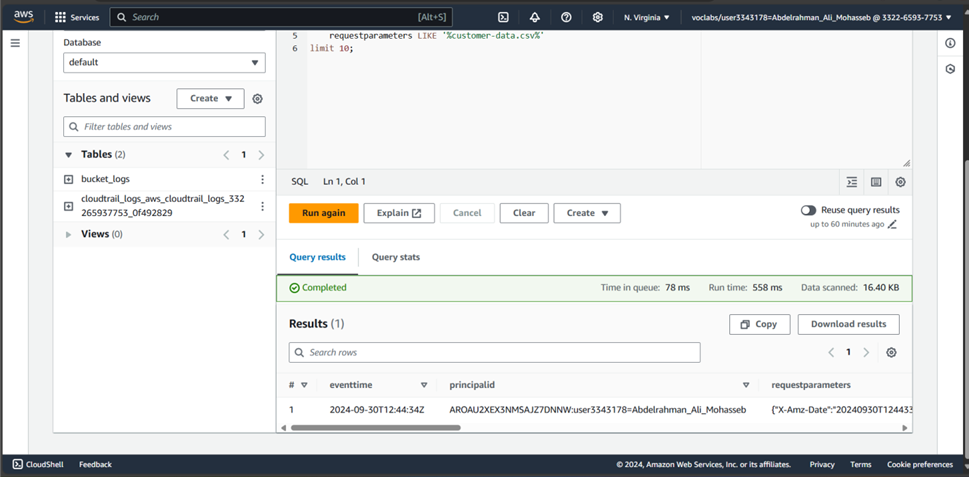 aws Services Search [Alt+S] N. Virginia voclabs/user3343178=Abdelrahman_Ali_Mohasseb @ 3322-6593-7753
Database
default
Tables and views Create
Filter tables and views
Tables (2) 1
bucket_logs
cloudtrail_logs_aws_cloudtrail_logs_332
265937753_0f492829
Views (0) 1
5 requestparameters LIKE '%customer-data.csv%'
6 limit 10;
SQL Ln 1, Col 1
Run again Explain Cancel Clear Create
Reuse query results
up to 60 minutes ago
Query results Query stats
Completed Time in queue: 78 ms Run time: 558 ms Data scanned: 16.40 KB
Results (1) Copy Download results
Search rows 1
# eventtime principalid requestparameters
1 2024-09-30T12:44:34Z AROAU2XEX3NMSAJZ7DNNW:user3343178=Abdelrahman_Ali_Mohasseb {"X-Amz-Date":"20240930T124433
CloudShell Feedback © 2024, Amazon Web Services, Inc. or its affiliates. Privacy Terms Cookie preferences